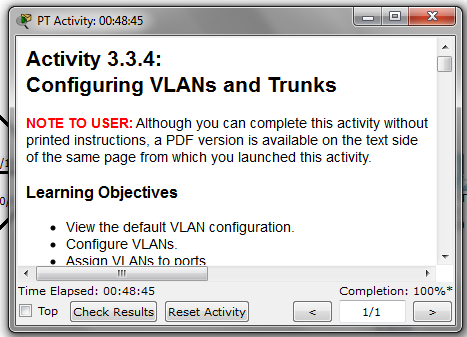 PT Activity: 00:48:45
Activity 3.3.4:
Configuring VLANs and Trunks
NOTE TO USER: Although you can complete this activity without
printed instructions, a PDF version is available on the text side
of the same page from which you launched this activity.
Learning Objectives
• View the default VLAN configuration.
• Configure VLANs.
• Assign VLANs to ports
Time Elapsed: 00:48:45
Completion: 100%*
Top
Check Results
Reset Activity
<
1/1
>